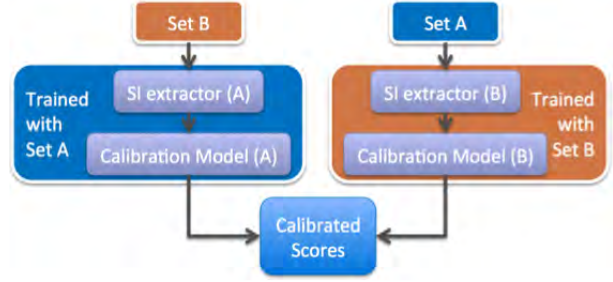 Set B
Set A
Trained
with
Set A
SI extractor (A)
Calibration Model (A)
SI extractor (B)
Calibration Model (B)
Trained
with
Set B
Calibrated
Scores